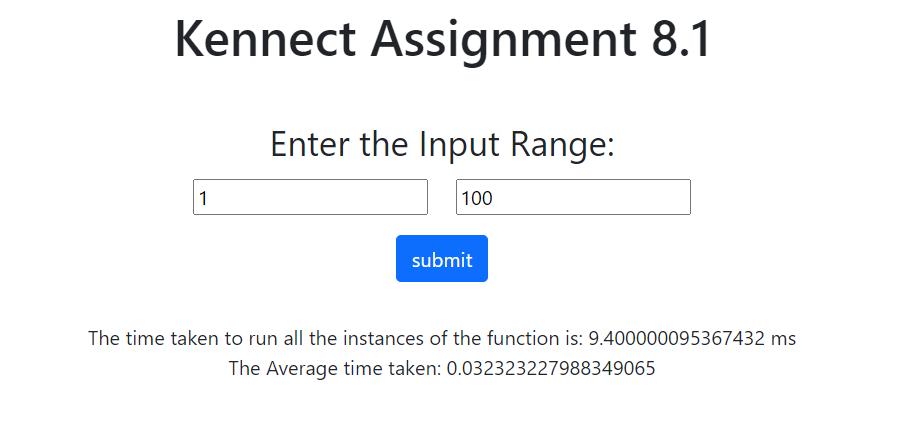 Kennect Assignment 8.1
Enter the Input Range:
1 100
submit
The time taken to run all the instances of the function is: 9.400000095367432 ms
The Average time taken: 0.032323227988349065